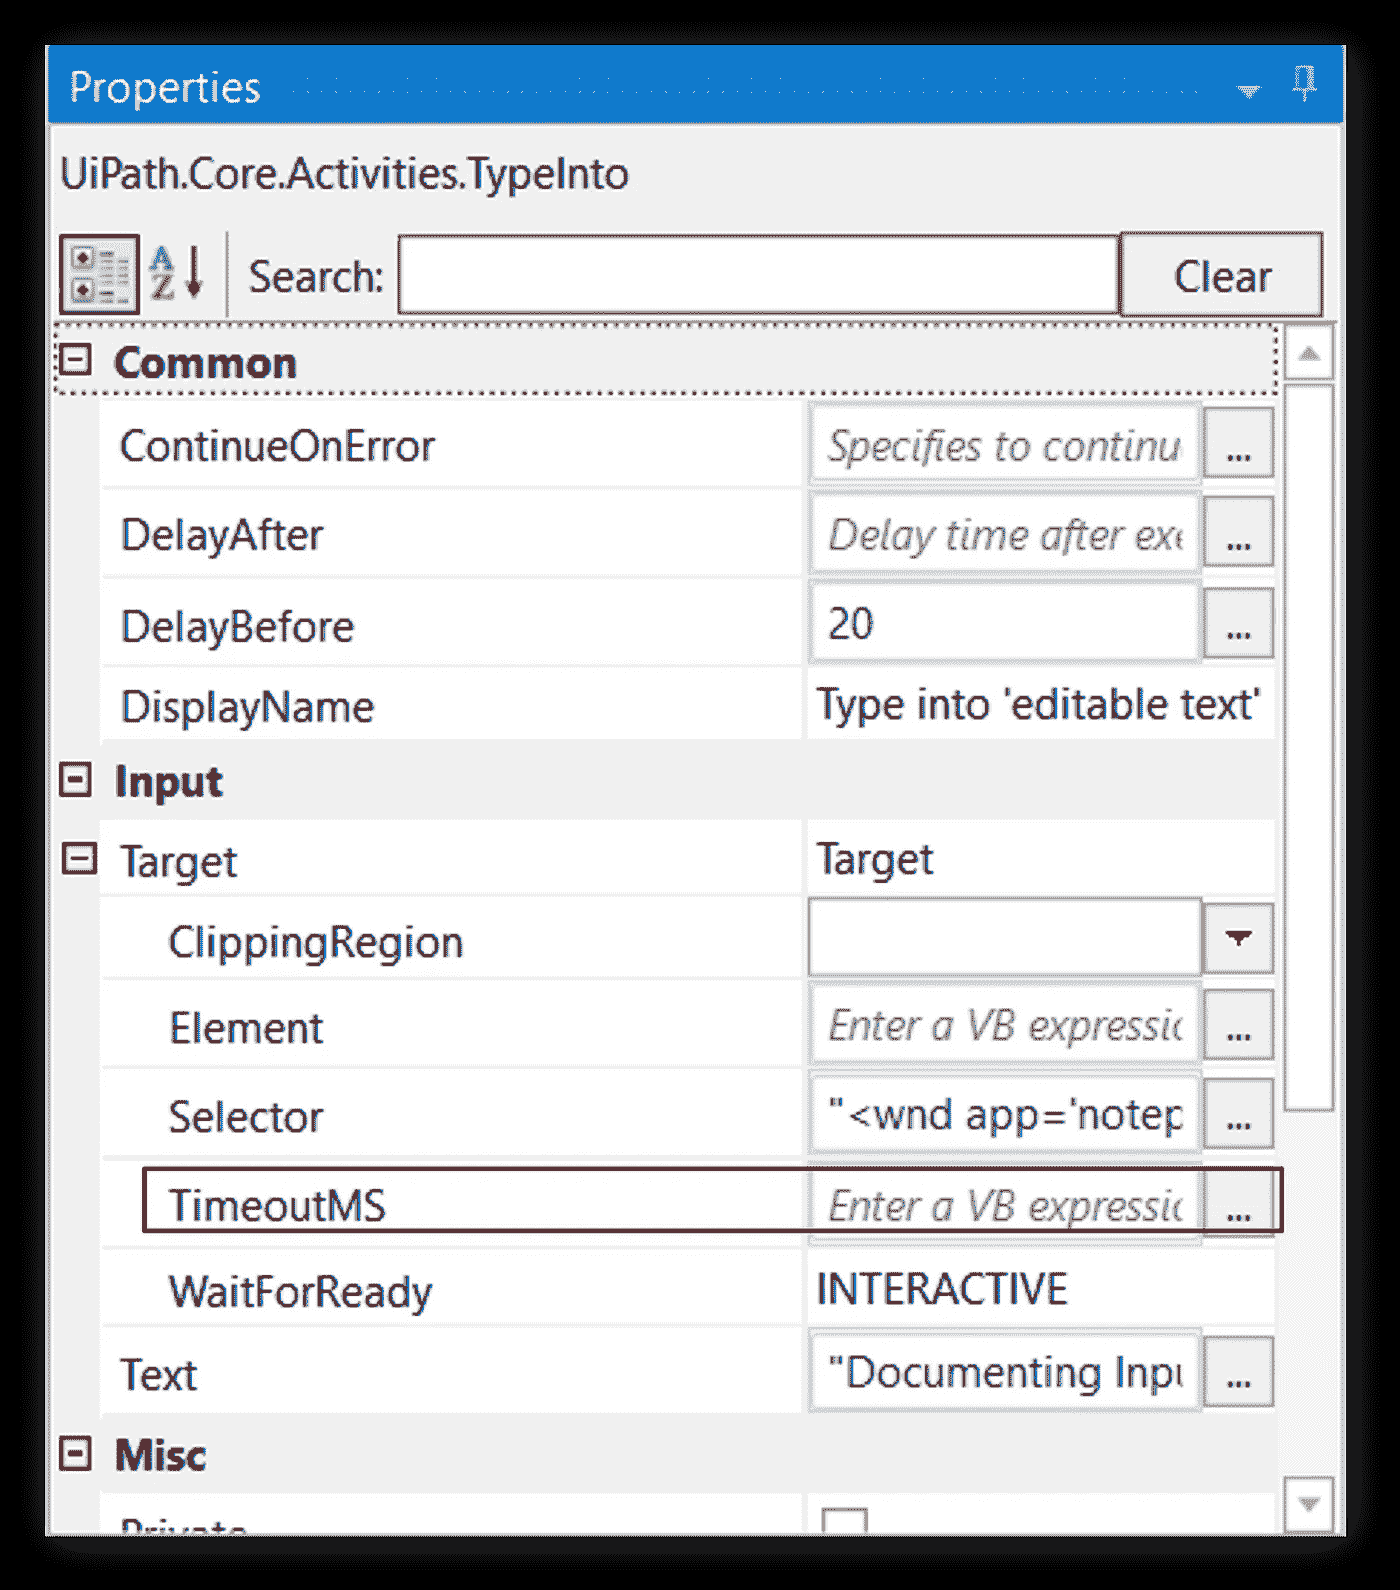 Properties
UiPath.Core.Activities.TypeInto
AZ Search: Clear
Common
ContinueOnError Specifies to continu
DelayAfter Delay time after exe
DelayBefore 20 ...
DisplayName Type into 'editable text'
Input
Target Target
ClippingRegion
Element Enter a VB expressic ...
Selector "<wnd app='notep ...
TimeoutMS Enter a VB expressic ...
WaitForReady INTERACTIVE
Text "Documenting Inpu ...
Misc
Private